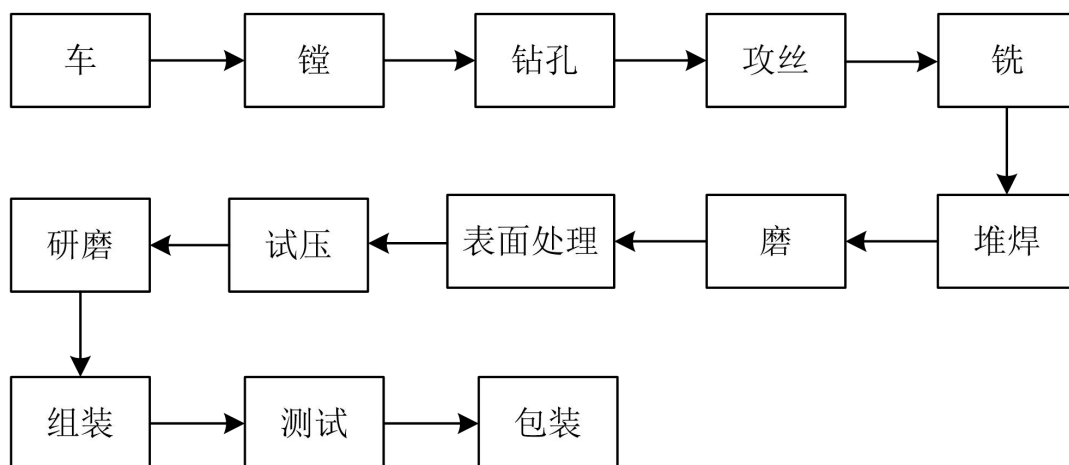 车
镗
钻孔
攻丝
铣
堆焊
磨
表面处理
试压
研磨
组装
测试
包装